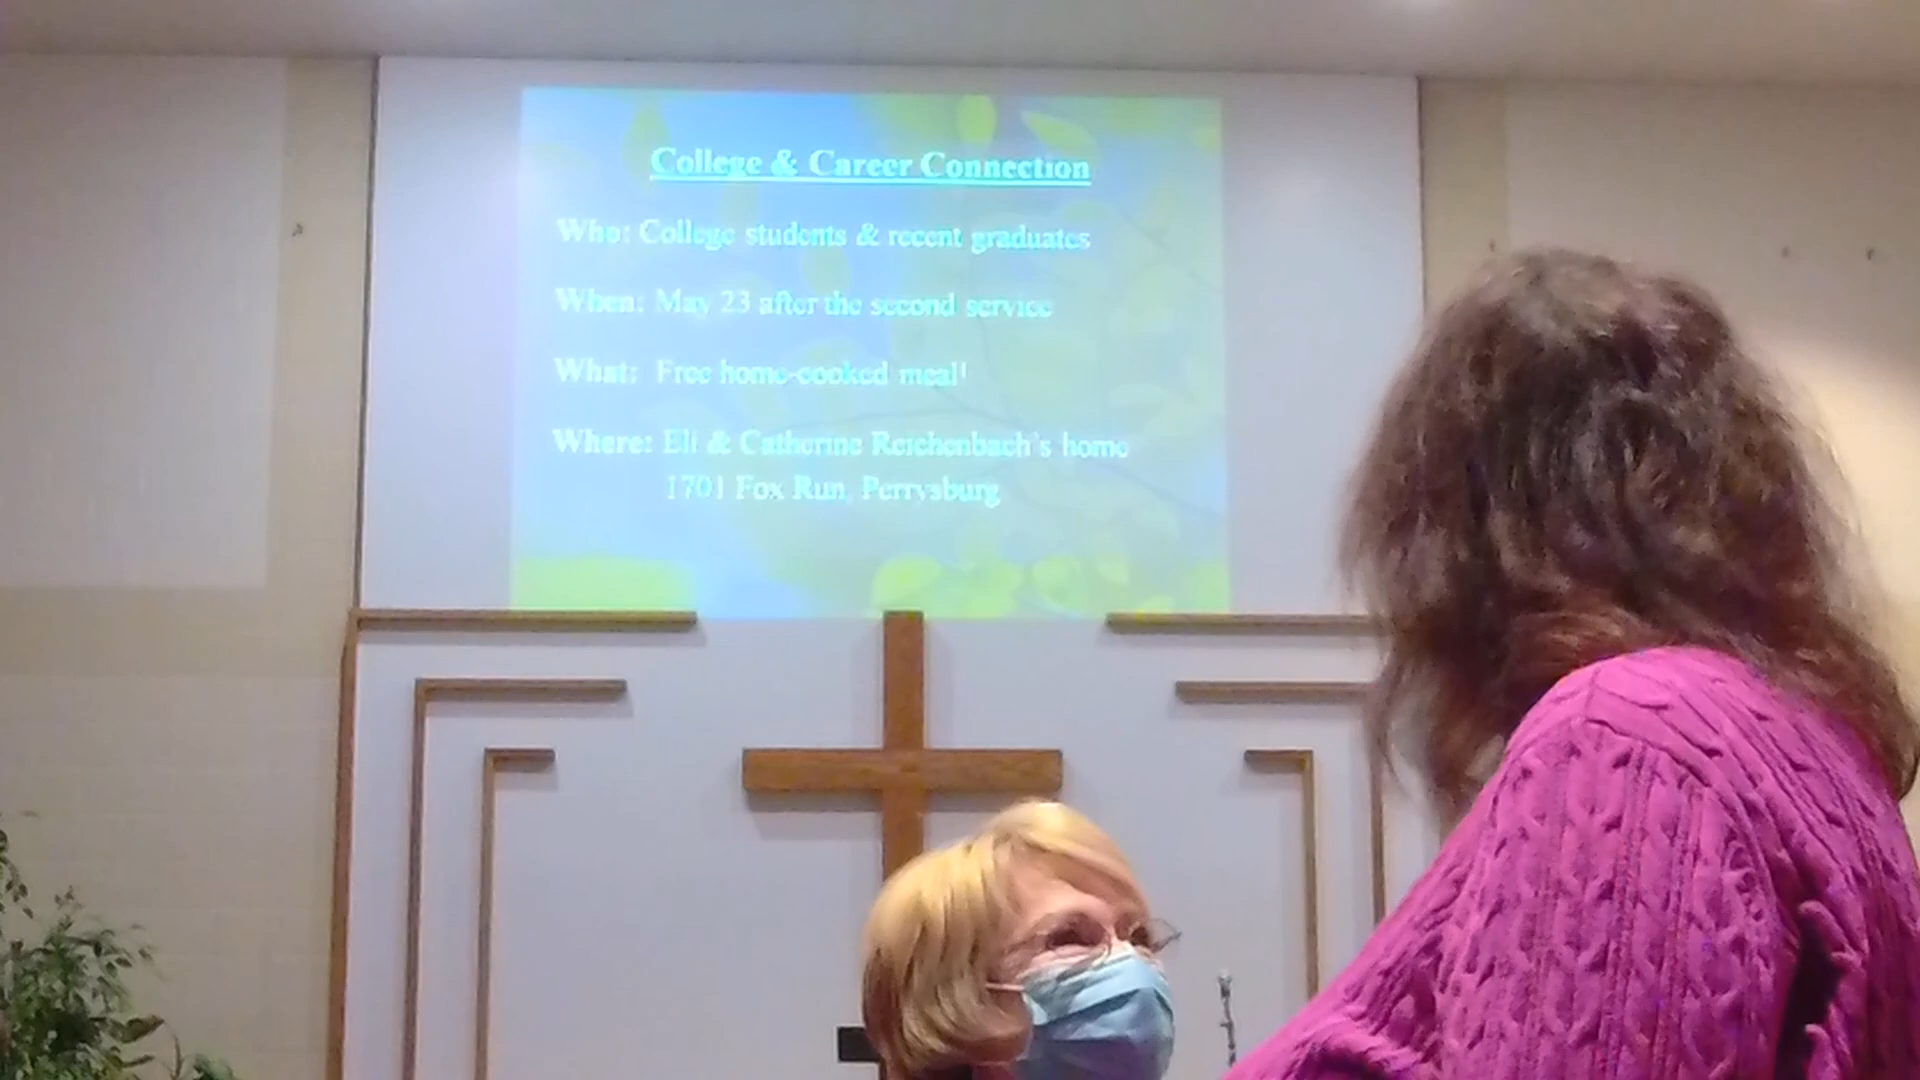 College & Career Connection
Who: College students & recent graduates
When: May 23 after the second service
What: Free home-cooked meal!
Where: Eli & Catherine Reichenbach's home
1701 Fox Run, Perrysburg